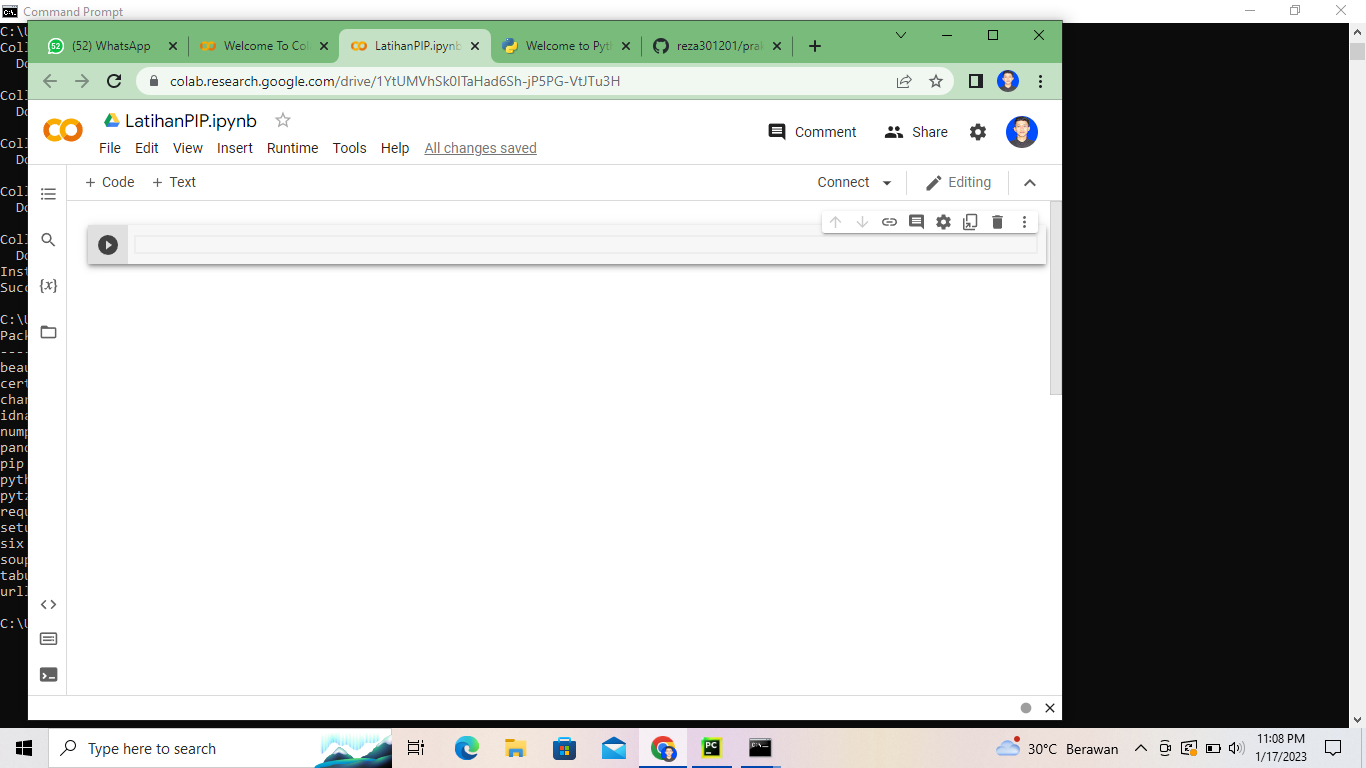 Command Prompt
(52) WhatsApp
Welcome To Col
LatihanPIP.ipynb
Welcome to Pyth
reza301201/prak
colab.research.google.com/drive/1YtUMVhSk0ITaHad6Sh-jP5PG-VtJTu3H
LatihanPIP.ipynb
Comment
Share
File Edit View Insert Runtime Tools Help All changes saved
+ Code + Text
Connect
Editing
{x}
C:\U
Coll
Do
Coll
Do
Coll
Do
Coll
Do
Coll
Do
Inst
Succ
C:\U
Pack
----
beau
cert
char
idna
nump
pand
pip
pyth
pytz
requ
setu
six
soup
tabu
urll
C:\U
Type here to search
30°C Berawan
11:08 PM
1/17/2023